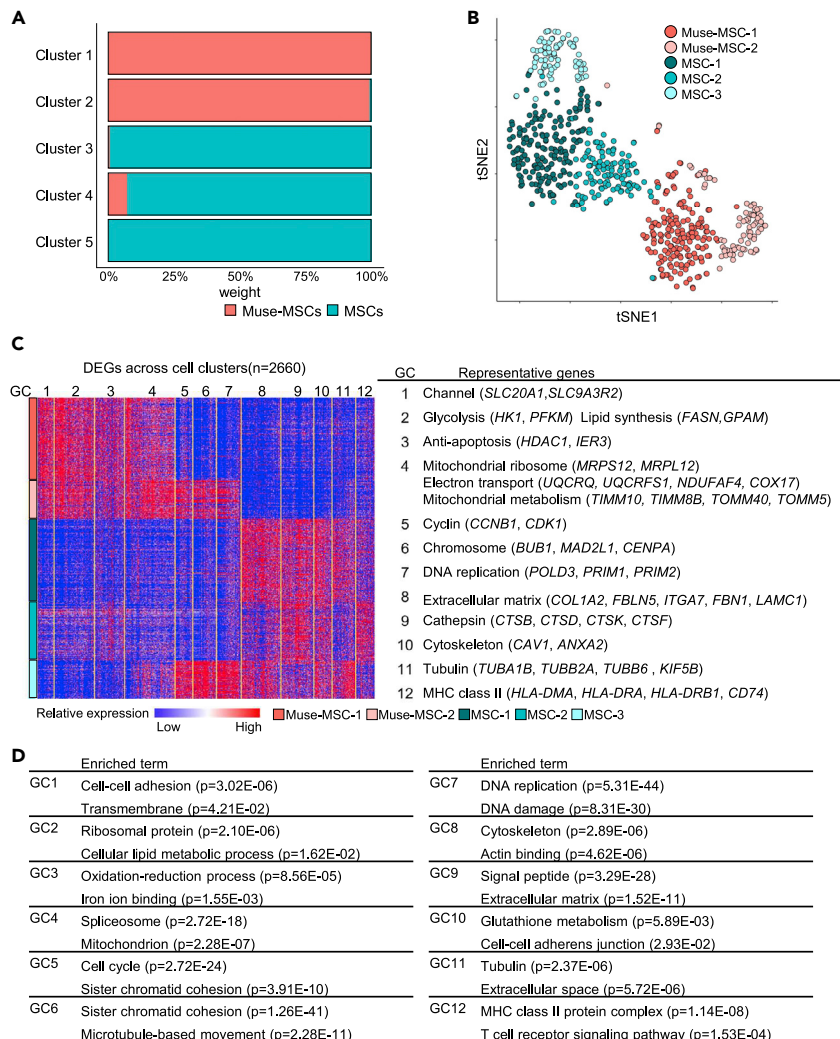 A
Cluster 1
Cluster 2
Cluster 3
Cluster 4
Cluster 5
0% 25% 50% 75% 100%
weight
Muse-MSCs MSCs
B
Muse-MSC-1
Muse-MSC-2
MSC-1
MSC-2
MSC-3
tSNE2
tSNE1
C
DEGs across cell clusters(n=2660)
GC 1 2 3 4 5 6 7 8 9 10 11 12
Relative expression
Low High
Muse-MSC-1 Muse-MSC-2 MSC-1 MSC-2 MSC-3
GC Representative genes
1 Channel (SLC20A1,SLC9A3R2)
2 Glycolysis (HK1, PFKM) Lipid synthesis (FASN,GPAM)
3 Anti-apoptosis (HDAC1, IER3)
4 Mitochondrial ribosome (MRPS12, MRPL12)
Electron transport (UQCRQ, UQCRFS1, NDUFAF4, COX17)
Mitochondrial metabolism (TIMM10, TIMM8B, TOMM40, TOMM5)
5 Cyclin (CCNB1, CDK1)
6 Chromosome (BUB1, MAD2L1, CENPA)
7 DNA replication (POLD3, PRIM1, PRIM2)
8 Extracellular matrix (COL1A2, FBLN5, ITGA7, FBN1, LAMC1)
9 Cathepsin (CTSB, CTSD, CTSK, CTSF)
10 Cytoskeleton (CAV1, ANXA2)
11 Tubulin (TUBA1B, TUBB2A, TUBB6 , KIF5B)
12 MHC class II (HLA-DMA, HLA-DRA, HLA-DRB1, CD74)
D
Enriched term
GC1 Cell-cell adhesion (p=3.02E-06)
Transmembrane (p=4.21E-02)
GC2 Ribosomal protein (p=2.10E-06)
Cellular lipid metabolic process (p=1.62E-02)
GC3 Oxidation-reduction process (p=8.56E-05)
Iron ion binding (p=1.55E-03)
GC4 Spliceosome (p=2.72E-18)
Mitochondrion (p=2.28E-07)
GC5 Cell cycle (p=2.72E-24)
Sister chromatid cohesion (p=3.91E-10)
GC6 Sister chromatid cohesion (p=1.26E-41)
Microtubule-based movement (p=2.28E-11)
Enriched term
GC7 DNA replication (p=5.31E-44)
DNA damage (p=8.31E-30)
GC8 Cytoskeleton (p=2.89E-06)
Actin binding (p=4.62E-06)
GC9 Signal peptide (p=3.29E-28)
Extracellular matrix (p=1.52E-11)
GC10 Glutathione metabolism (p=5.89E-03)
Cell-cell adherens junction (p=2.93E-02)
GC11 Tubulin (p=2.37E-06)
Extracellular space (p=5.72E-06)
GC12 MHC class II protein complex (p=1.14E-08)
T cell receptor signaling pathway (p=1.53E-04)